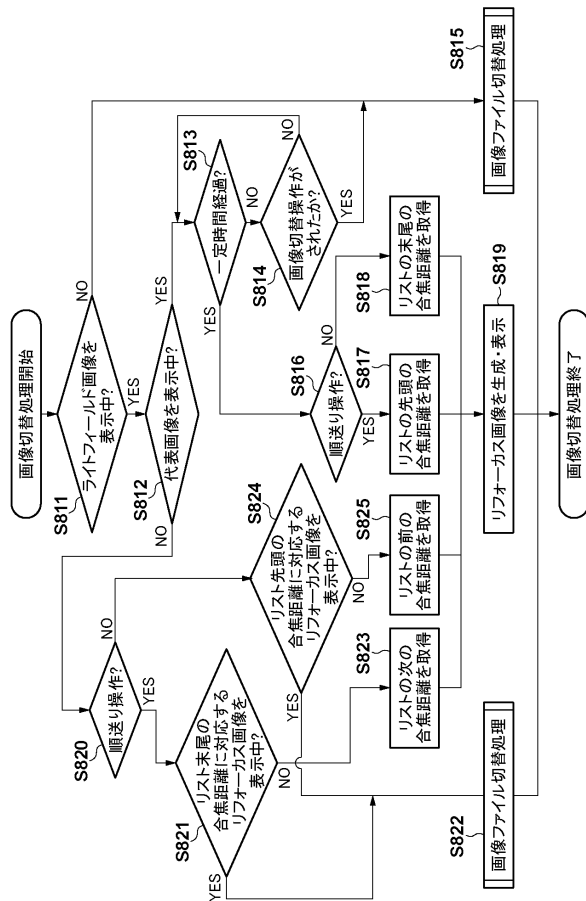 画像切替処理開始
S811
ライトフィールド画像を
表示中?
NO
YES
S812
代表画像を表示中?
NO
YES
S813
一定時間経過?
YES
NO
S814
画像切替操作が
されたか?
NO
YES
S815
画像ファイル切替処理
S816
順送り操作?
NO
YES
S817
リストの先頭の
合焦距離を取得
S818
リストの末尾の
合焦距離を取得
S819
リフォーカス画像を生成・表示
S820
順送り操作?
NO
YES
S821
リスト末尾の
合焦距離に対応する
リフォーカス画像を
表示中?
YES
NO
S822
画像ファイル切替処理
S823
リストの次の
合焦距離を取得
S824
リスト先頭の
合焦距離に対応する
リフォーカス画像を
表示中?
YES
NO
S825
リストの前の
合焦距離を取得
画像切替処理終了